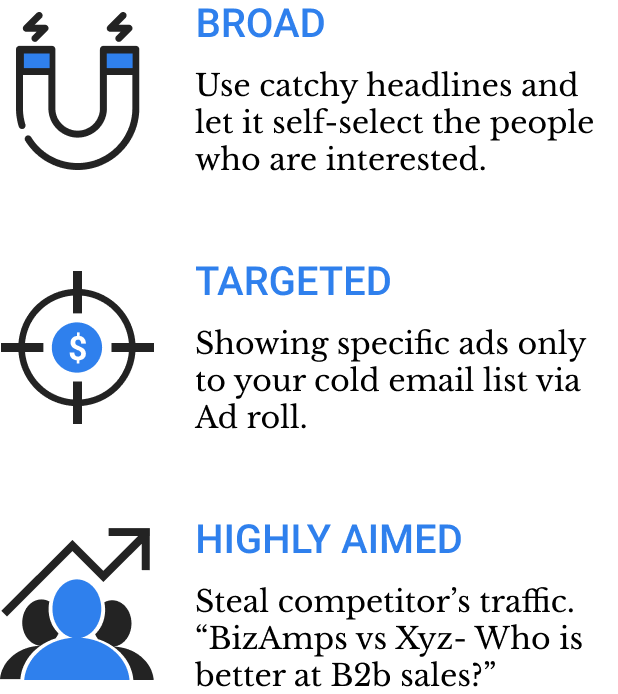 BROAD
Use catchy headlines and
let it self-select the people
who are interested.
$
TARGETED
Showing specific ads only
to your cold email list via
Ad roll.
HIGHLY AIMED
Steal competitor’s traffic.
“BizAmps vs Xyz- Who is
better at B2b sales?”